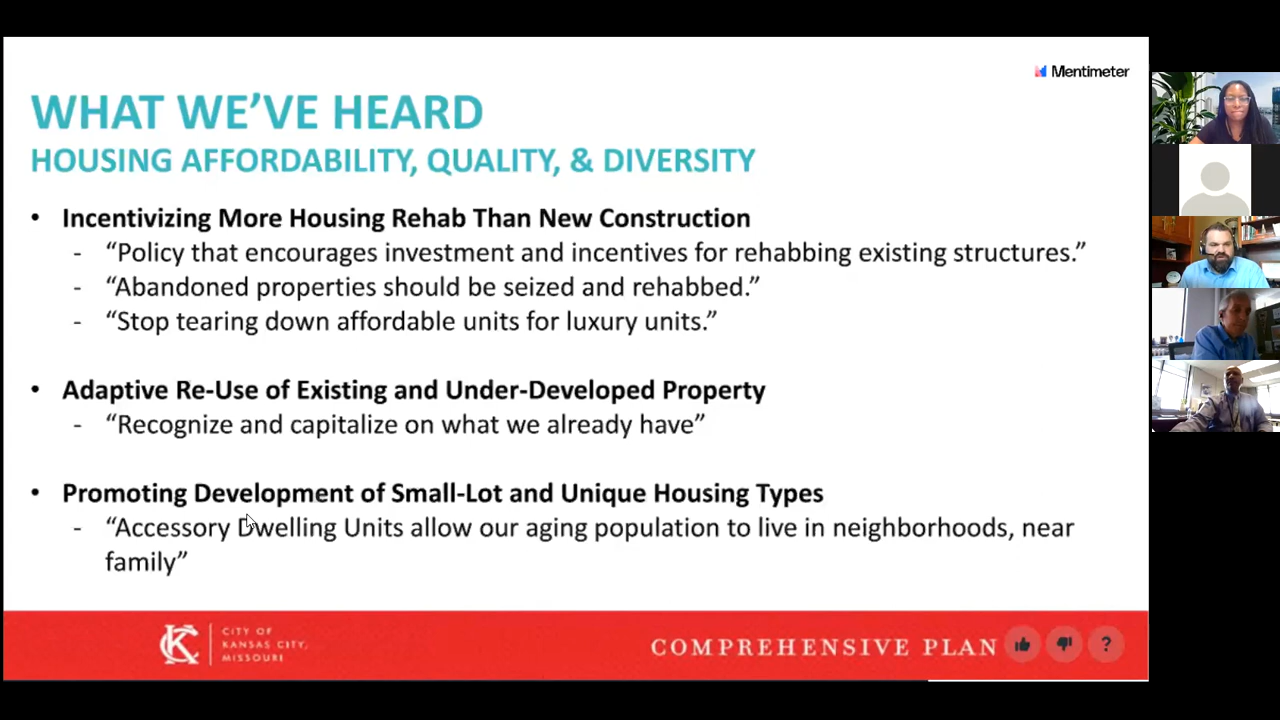 Mentimeter
WHAT WE’VE HEARD
HOUSING AFFORDABILITY, QUALITY, & DIVERSITY
• Incentivizing More Housing Rehab Than New Construction
- “Policy that encourages investment and incentives for rehabbing existing structures.”
- “Abandoned properties should be seized and rehabbed.”
- “Stop tearing down affordable units for luxury units.”
• Adaptive Re-Use of Existing and Under-Developed Property
- “Recognize and capitalize on what we already have”
• Promoting Development of Small-Lot and Unique Housing Types
- “Accessory Dwelling Units allow our aging population to live in neighborhoods, near
family”
KC
CITY OF
KANSAS CITY,
MISSOURI
COMPREHENSIVE PLAN
?